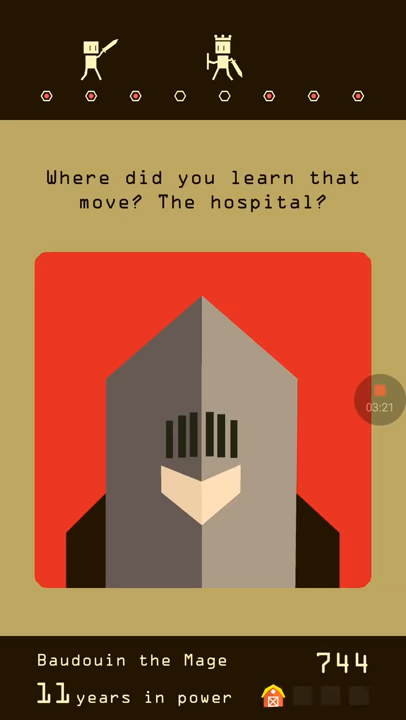 Where did you learn that
move? The hospital?
03:21
Baudouin the Mage
744
11 years in power